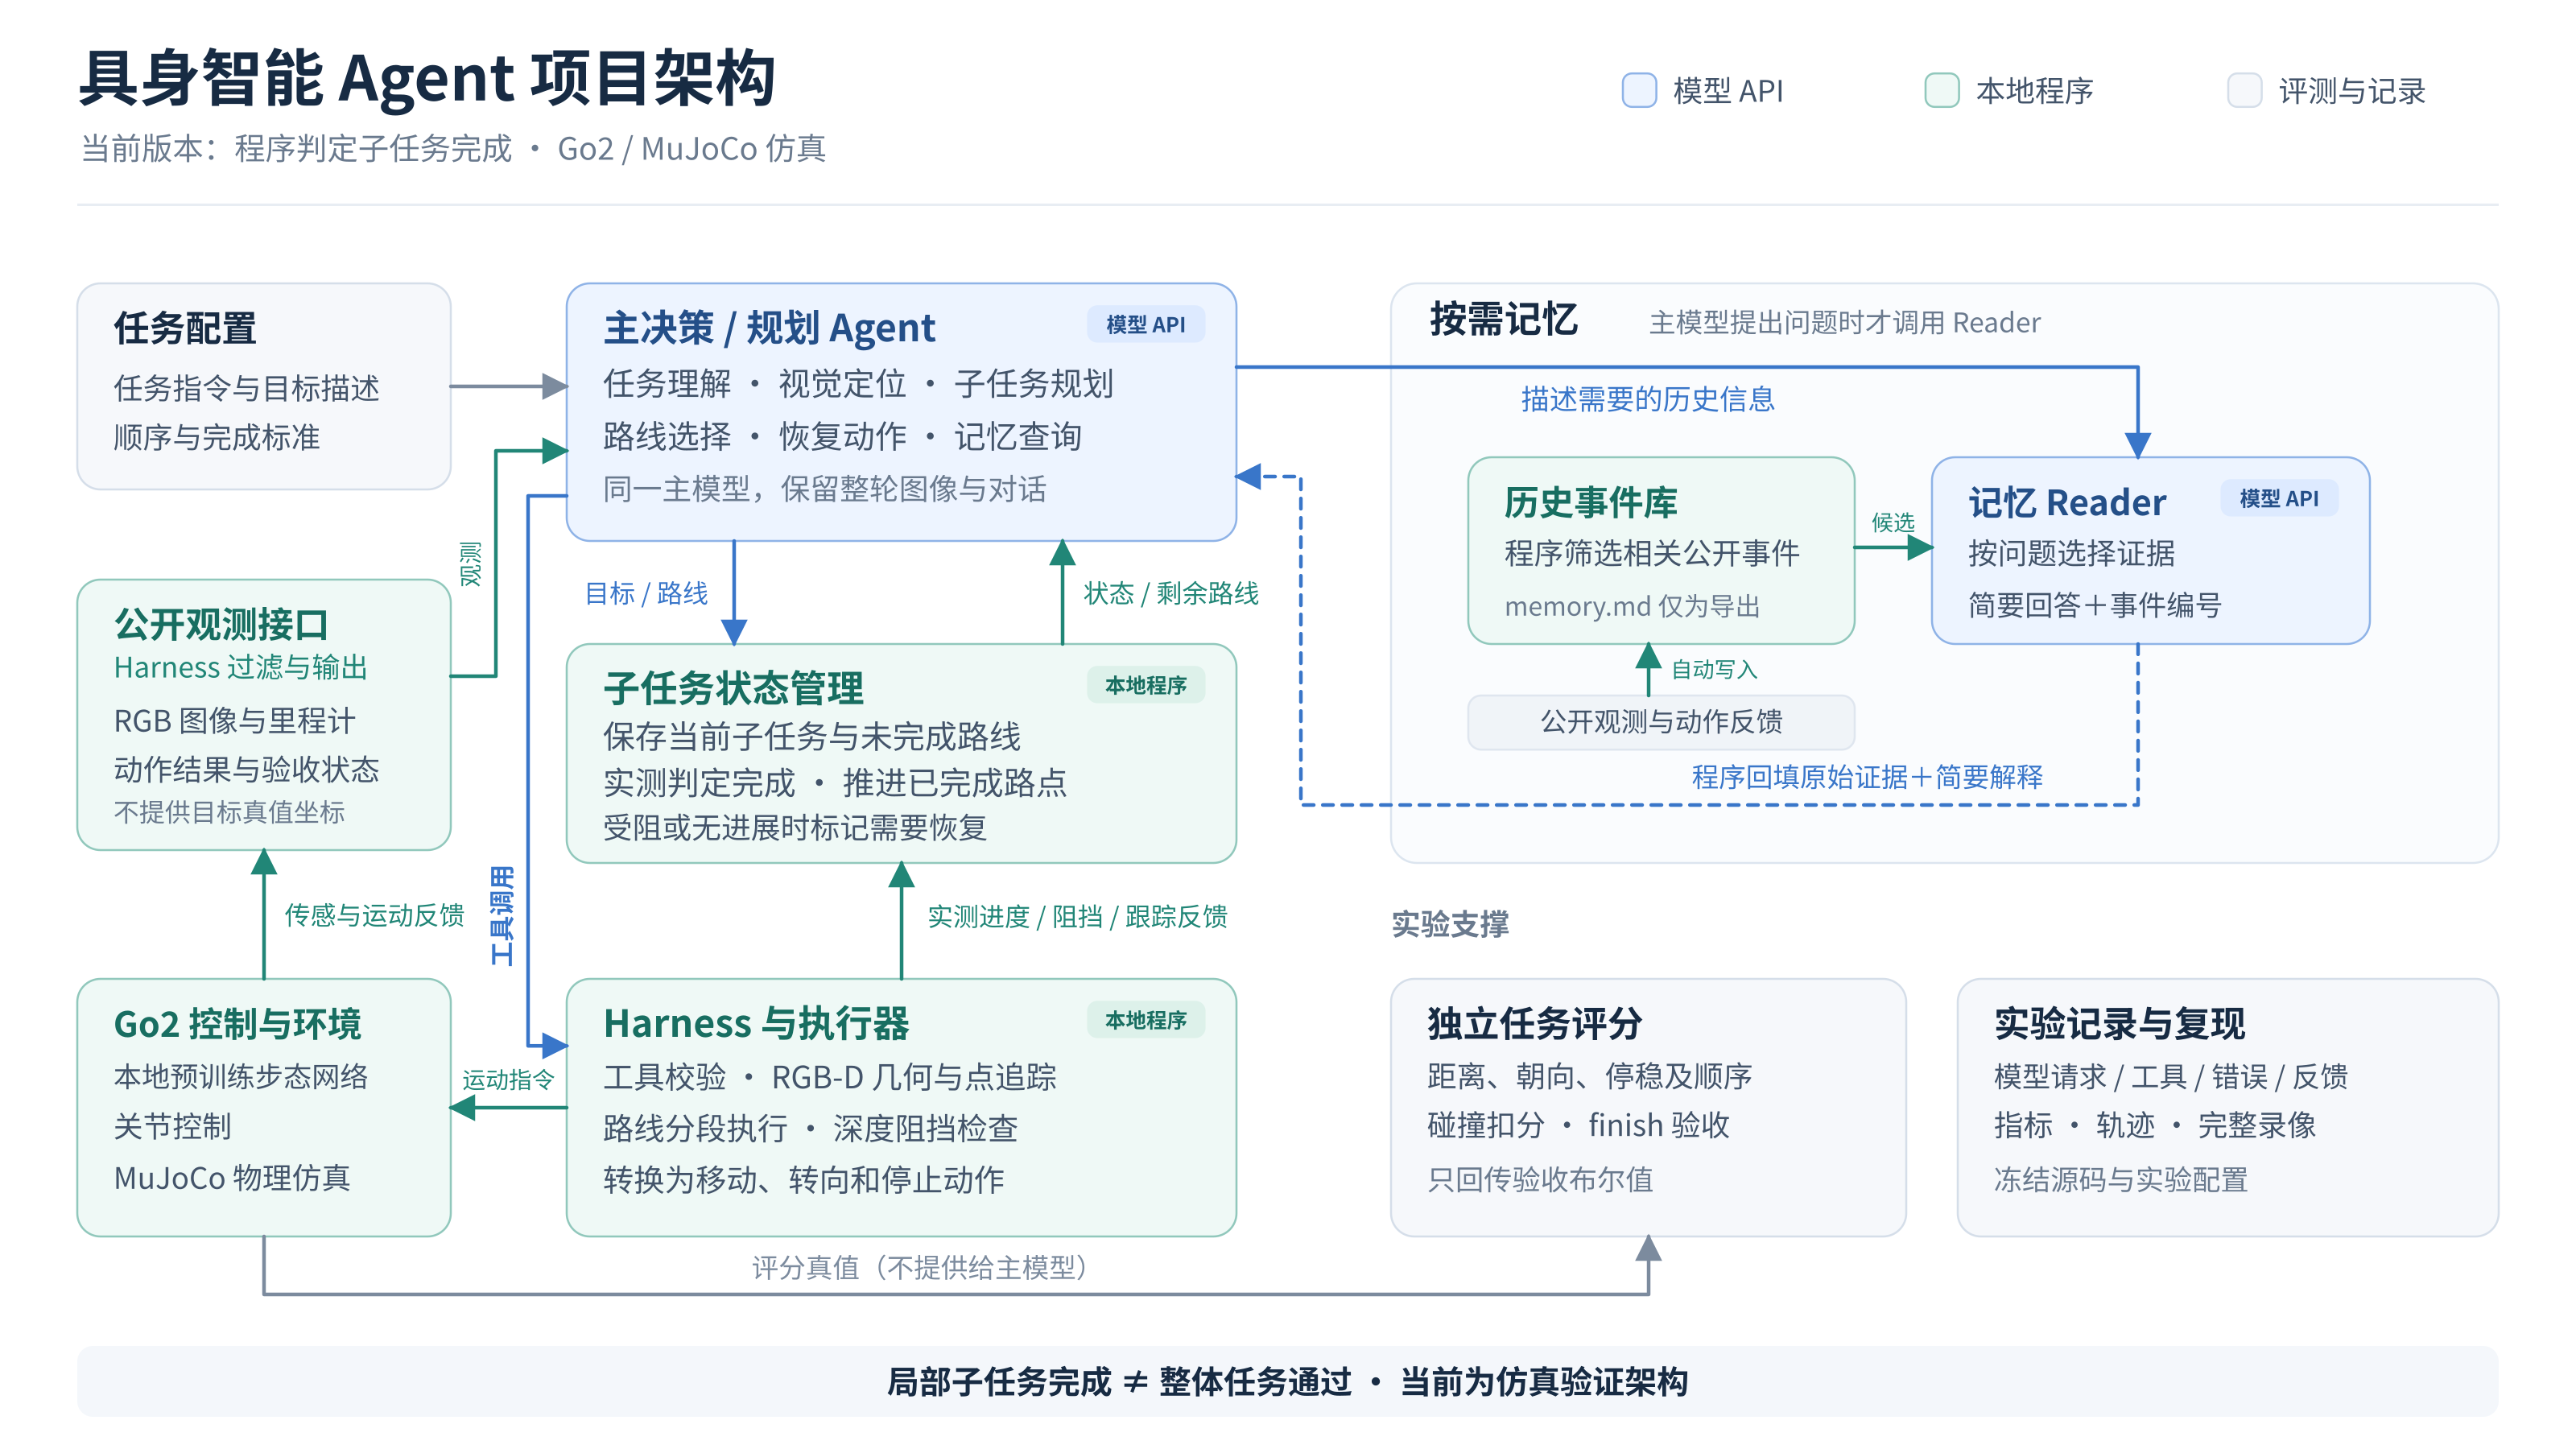 具身智能 Agent 项目架构
当前版本：程序判定子任务完成 · Go2 / MuJoCo 仿真
模型 API
本地程序
评测与记录
任务配置
任务指令与目标描述
顺序与完成标准
主决策 / 规划 Agent
模型 API
任务理解 · 视觉定位 · 子任务规划
路线选择 · 恢复动作 · 记忆查询
同一主模型，保留整轮图像与对话
按需记忆
主模型提出问题时才调用 Reader
描述需要的历史信息
历史事件库
程序筛选相关公开事件
memory.md 仅为导出
候选
记忆 Reader
模型 API
按问题选择证据
简要回答＋事件编号
自动写入
公开观测与动作反馈
程序回填原始证据＋简要解释
观测
目标 / 路线
状态 / 剩余路线
公开观测接口
Harness 过滤与输出
RGB 图像与里程计
动作结果与验收状态
不提供目标真值坐标
子任务状态管理
本地程序
保存当前子任务与未完成路线
实测判定完成 · 推进已完成路点
受阻或无进展时标记需要恢复
传感与运动反馈
工具调用
实测进度 / 阻挡 / 跟踪反馈
实验支撑
Go2 控制与环境
本地预训练步态网络
关节控制
MuJoCo 物理仿真
运动指令
Harness 与执行器
本地程序
工具校验 · RGB-D 几何与点追踪
路线分段执行 · 深度阻挡检查
转换为移动、转向和停止动作
独立任务评分
距离、朝向、停稳及顺序
碰撞扣分 · finish 验收
只回传验收布尔值
实验记录与复现
模型请求 / 工具 / 错误 / 反馈
指标 · 轨迹 · 完整录像
冻结源码与实验配置
评分真值（不提供给主模型）
局部子任务完成 ≠ 整体任务通过 · 当前为仿真验证架构